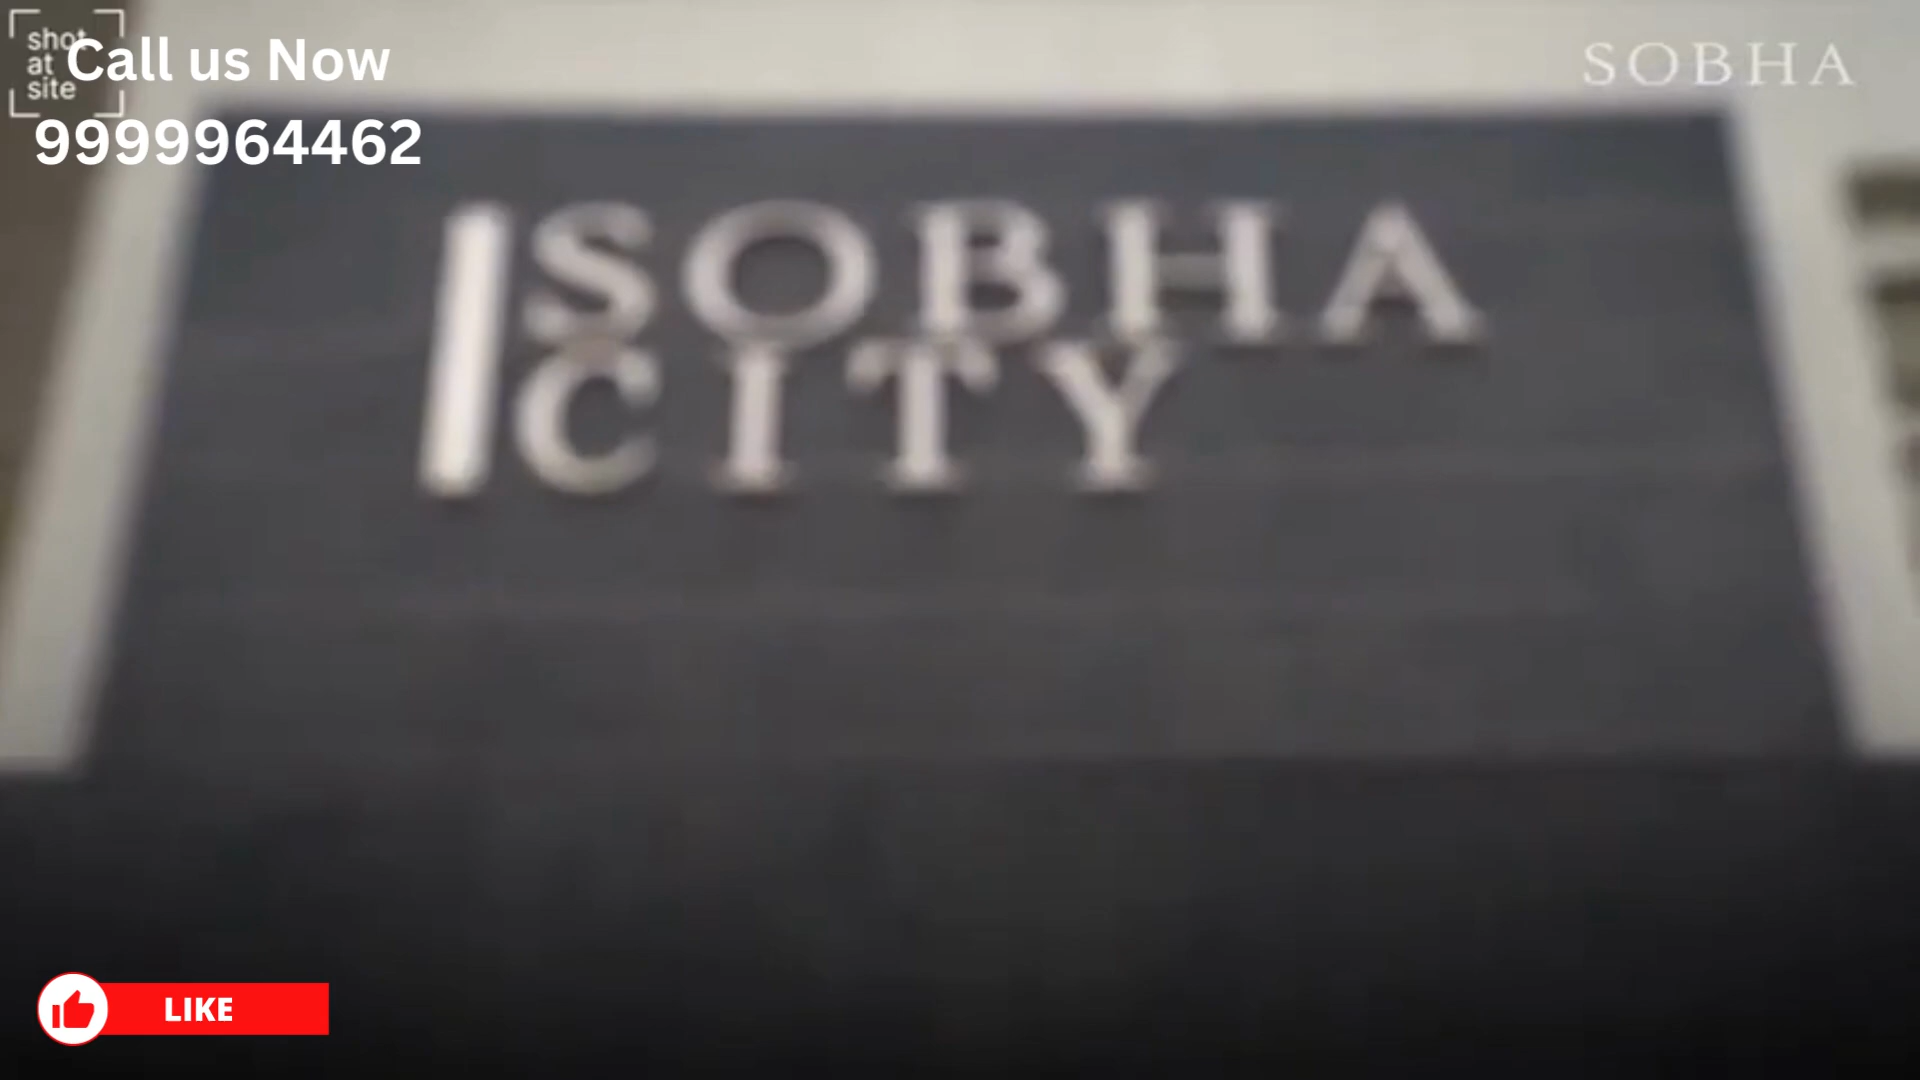 shot
at
site
Call us Now
9999964462
SOBHA
SOBHA
CITY
LIKE